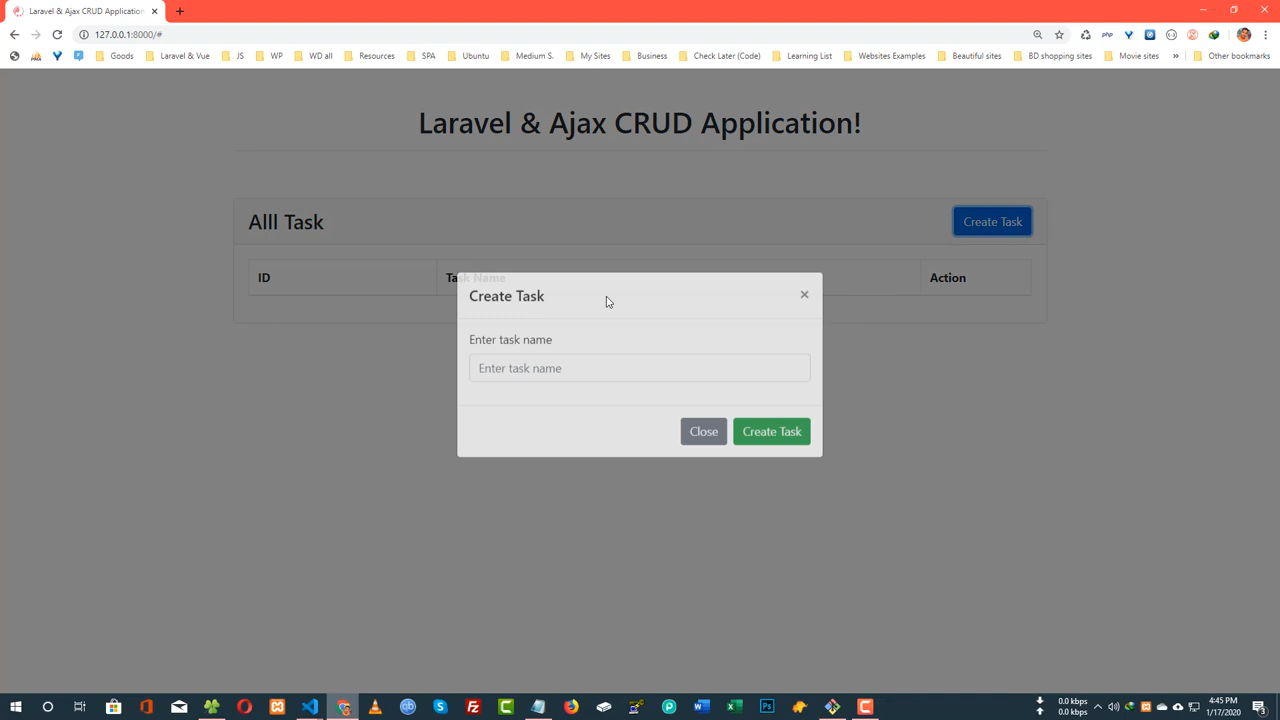 Laravel & Ajax CRUD Application
127.0.0.1:8000/#
Goods Laravel & Vue JS WP WD all Resources SPA Ubuntu Medium S. My Sites Business Check Later (Code) Learning List Websites Examples Beautiful sites BD shopping sites Movie sites » Other bookmarks
Laravel & Ajax CRUD Application!
Alll Task
Create Task
ID Task Name Action
Create Task
×
Enter task name
Enter task name
Close Create Task
0.0 kbps
0.0 kbps
4:45 PM
1/17/2020